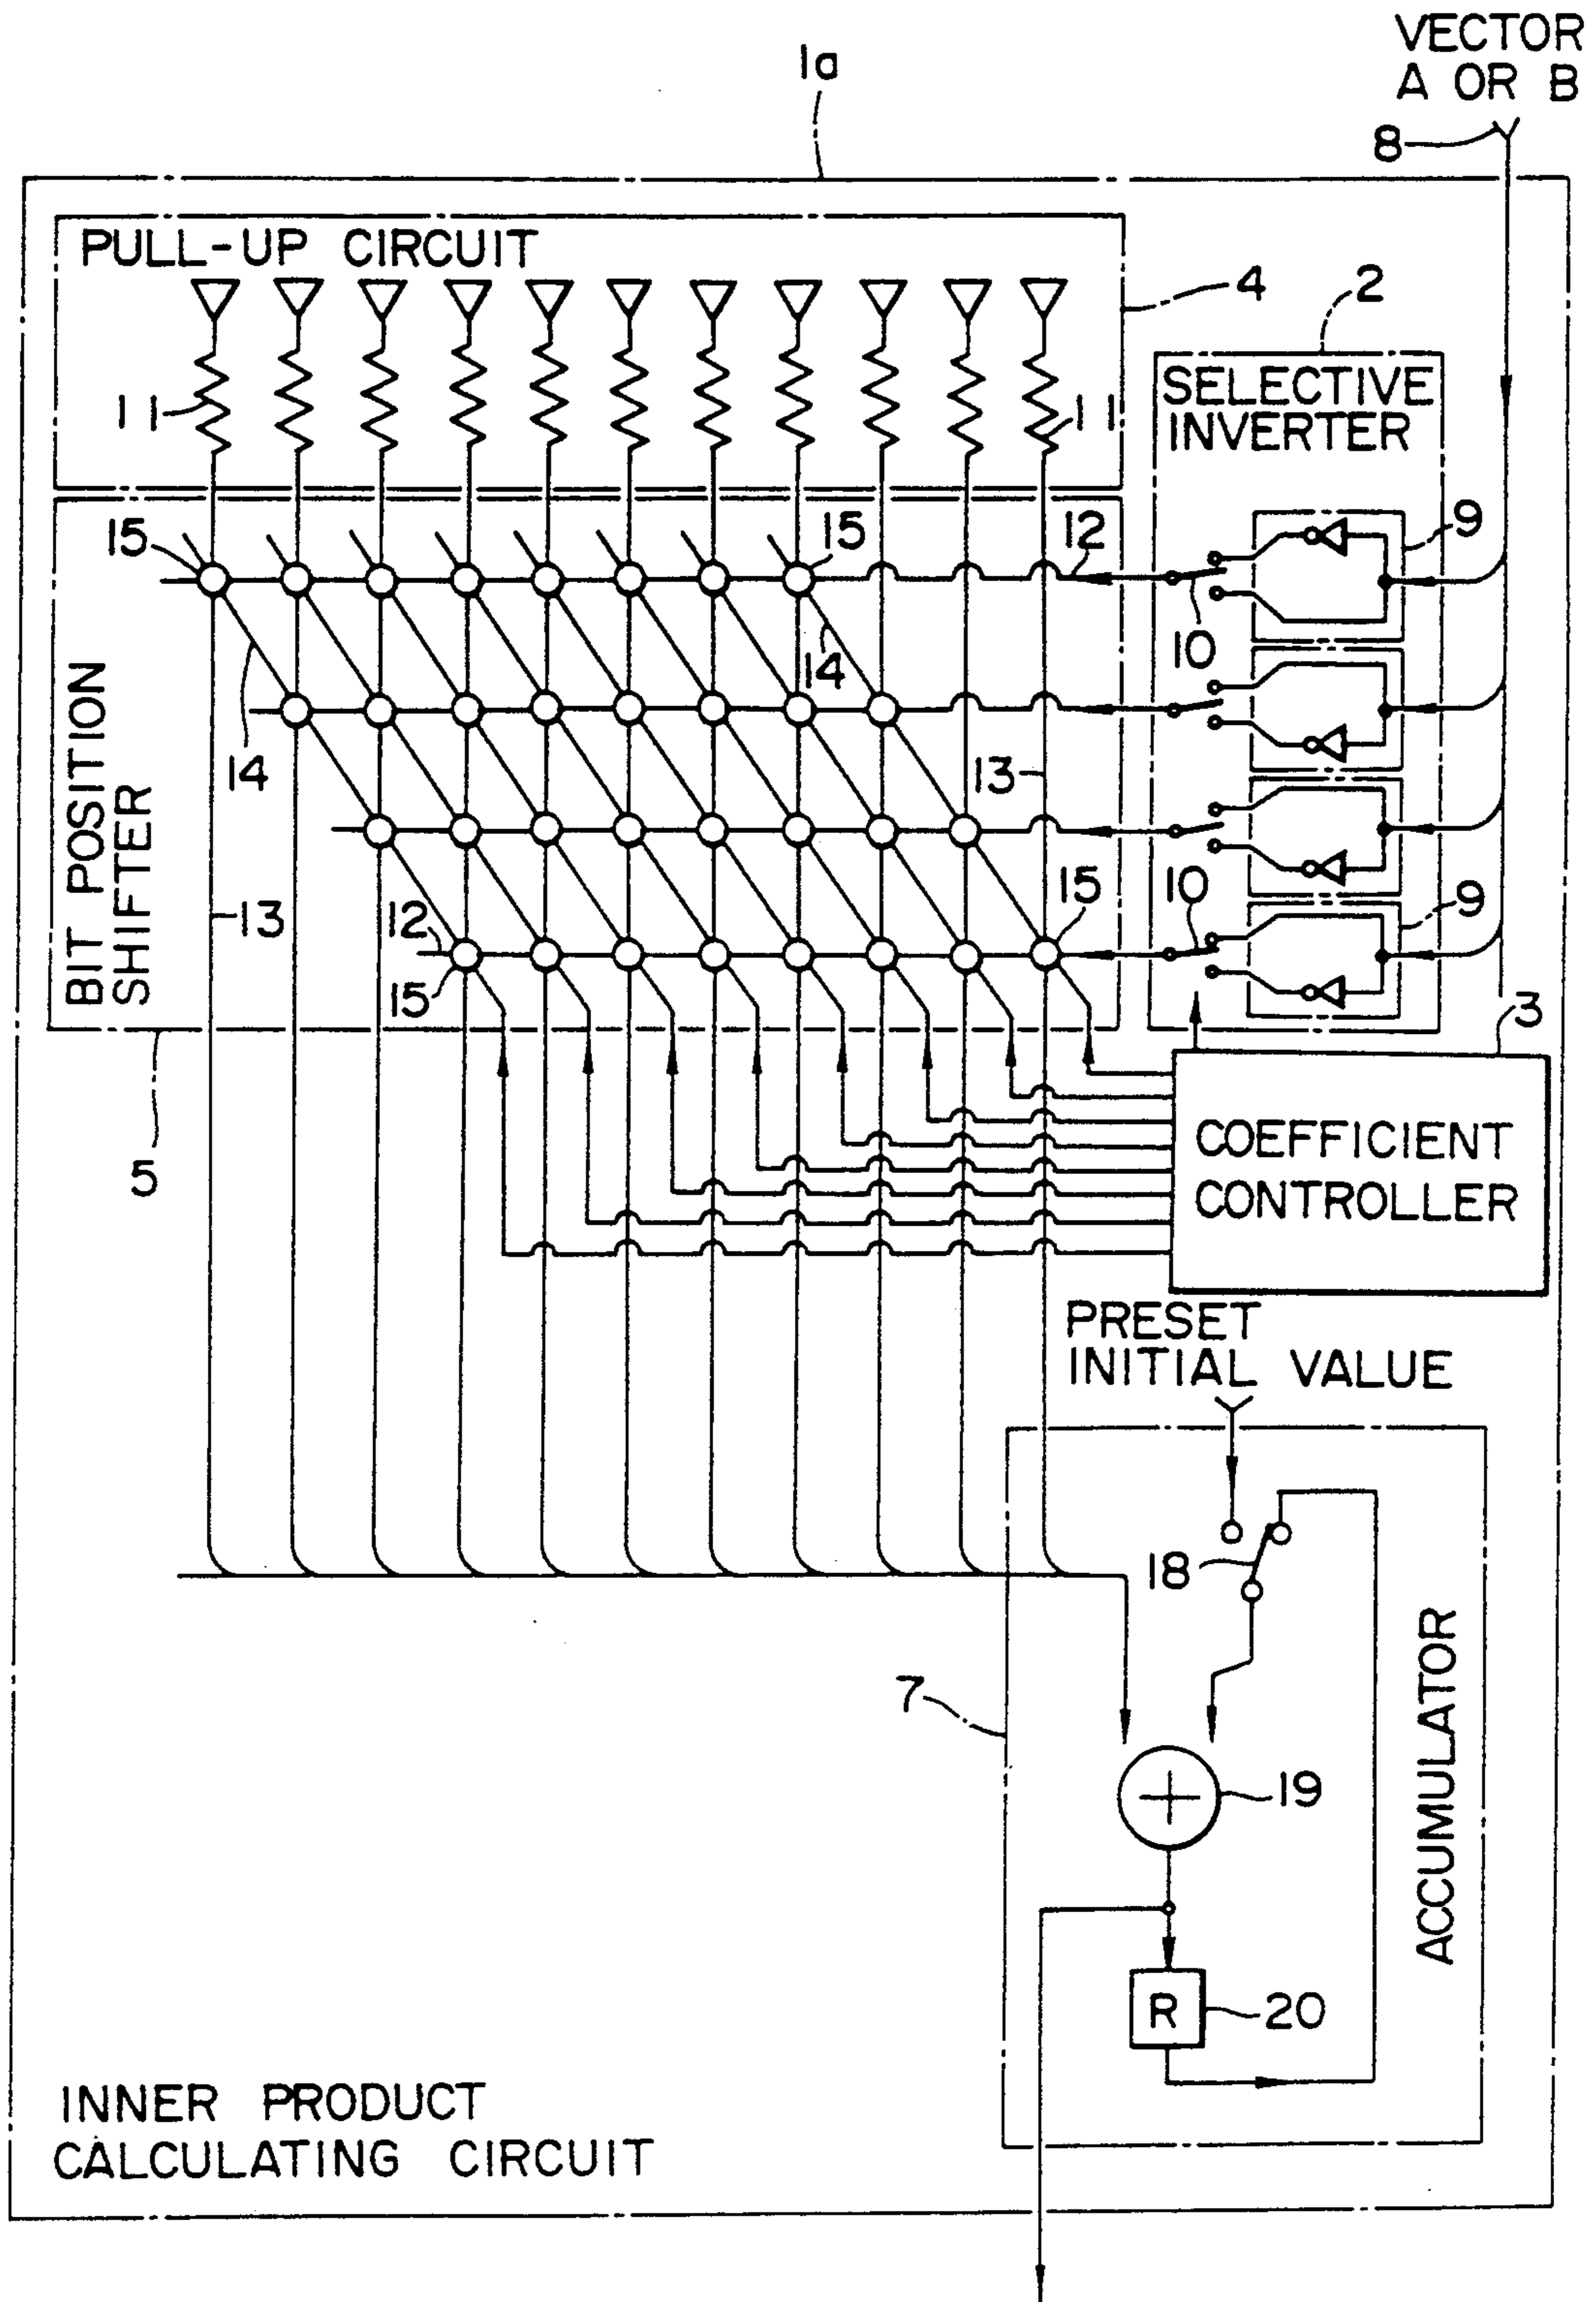 VECTOR
A OR B
1a
8
PULL-UP CIRCUIT
4
2
11
11
SELECTIVE
INVERTER
15
15
12
9
10
14
14
BIT POSITION
SHIFTER
13
13
12
15
10
9
15
3
5
COEFFICIENT
CONTROLLER
PRESET
INITIAL VALUE
18
7
19
ACCUMULATOR
R
20
INNER PRODUCT
CALCULATING CIRCUIT